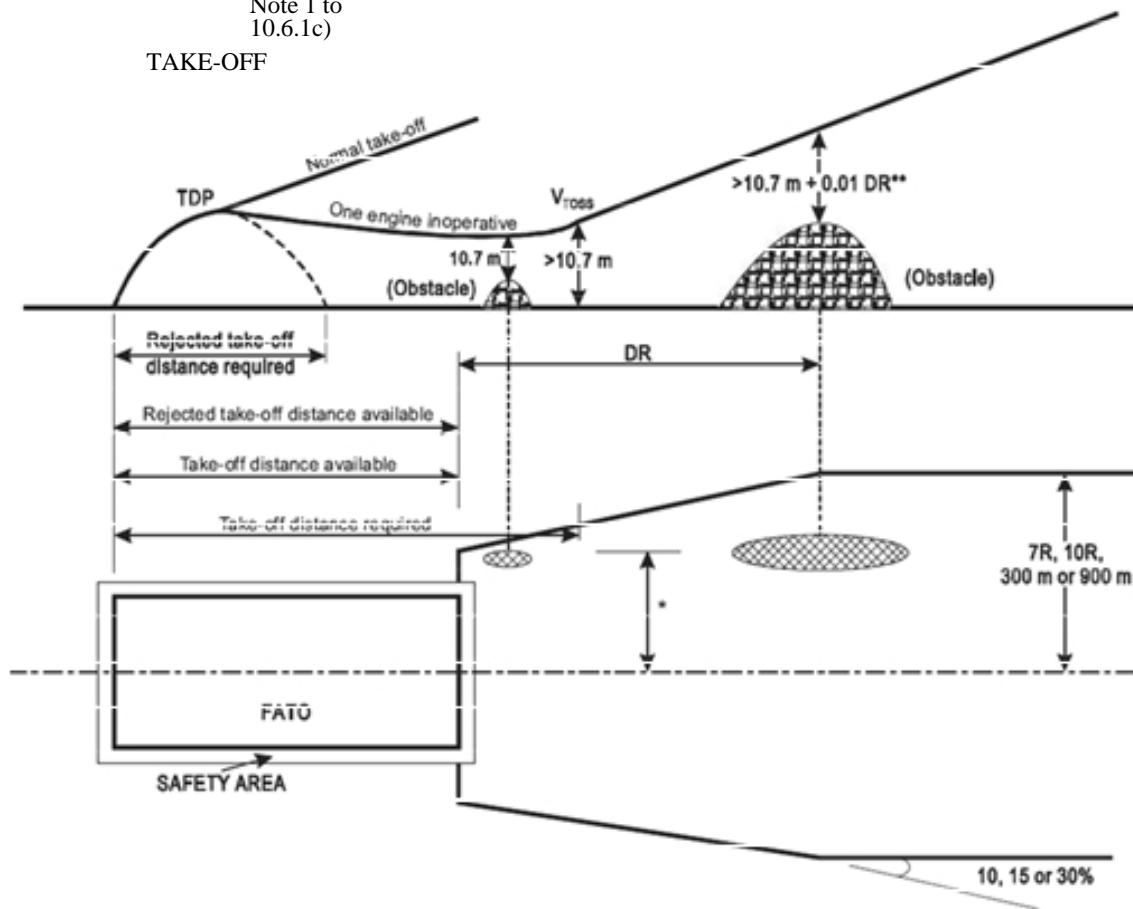 Note 1 to
10.6.1c)
TAKE-OFF
Normal take-off
TDP
One engine inoperative
V_TOSS
>10.7 m + 0.01 DR**
10.7 m
>10.7 m
(Obstacle)
(Obstacle)
Rejected take-off
distance required
DR
Rejected take-off distance available
Take-off distance available
Take-off distance required
7R, 10R,
300 m or 900 m
*
FATO
SAFETY AREA
10, 15 or 30%